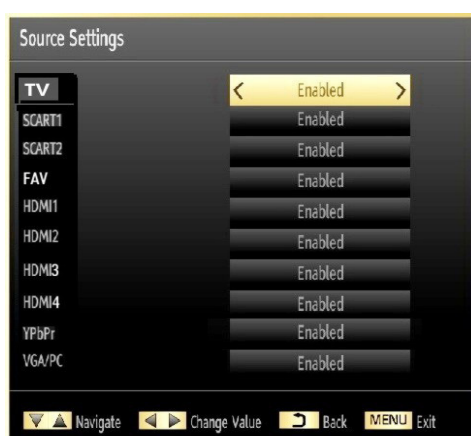 Source Settings
TV Enabled
SCART1 Enabled
SCART2 Enabled
FAV Enabled
HDMI1 Enabled
HDMI2 Enabled
HDMI3 Enabled
HDMI4 Enabled
YPbPr Enabled
VGA/PC Enabled
Navigate Change Value Back MENU Exit